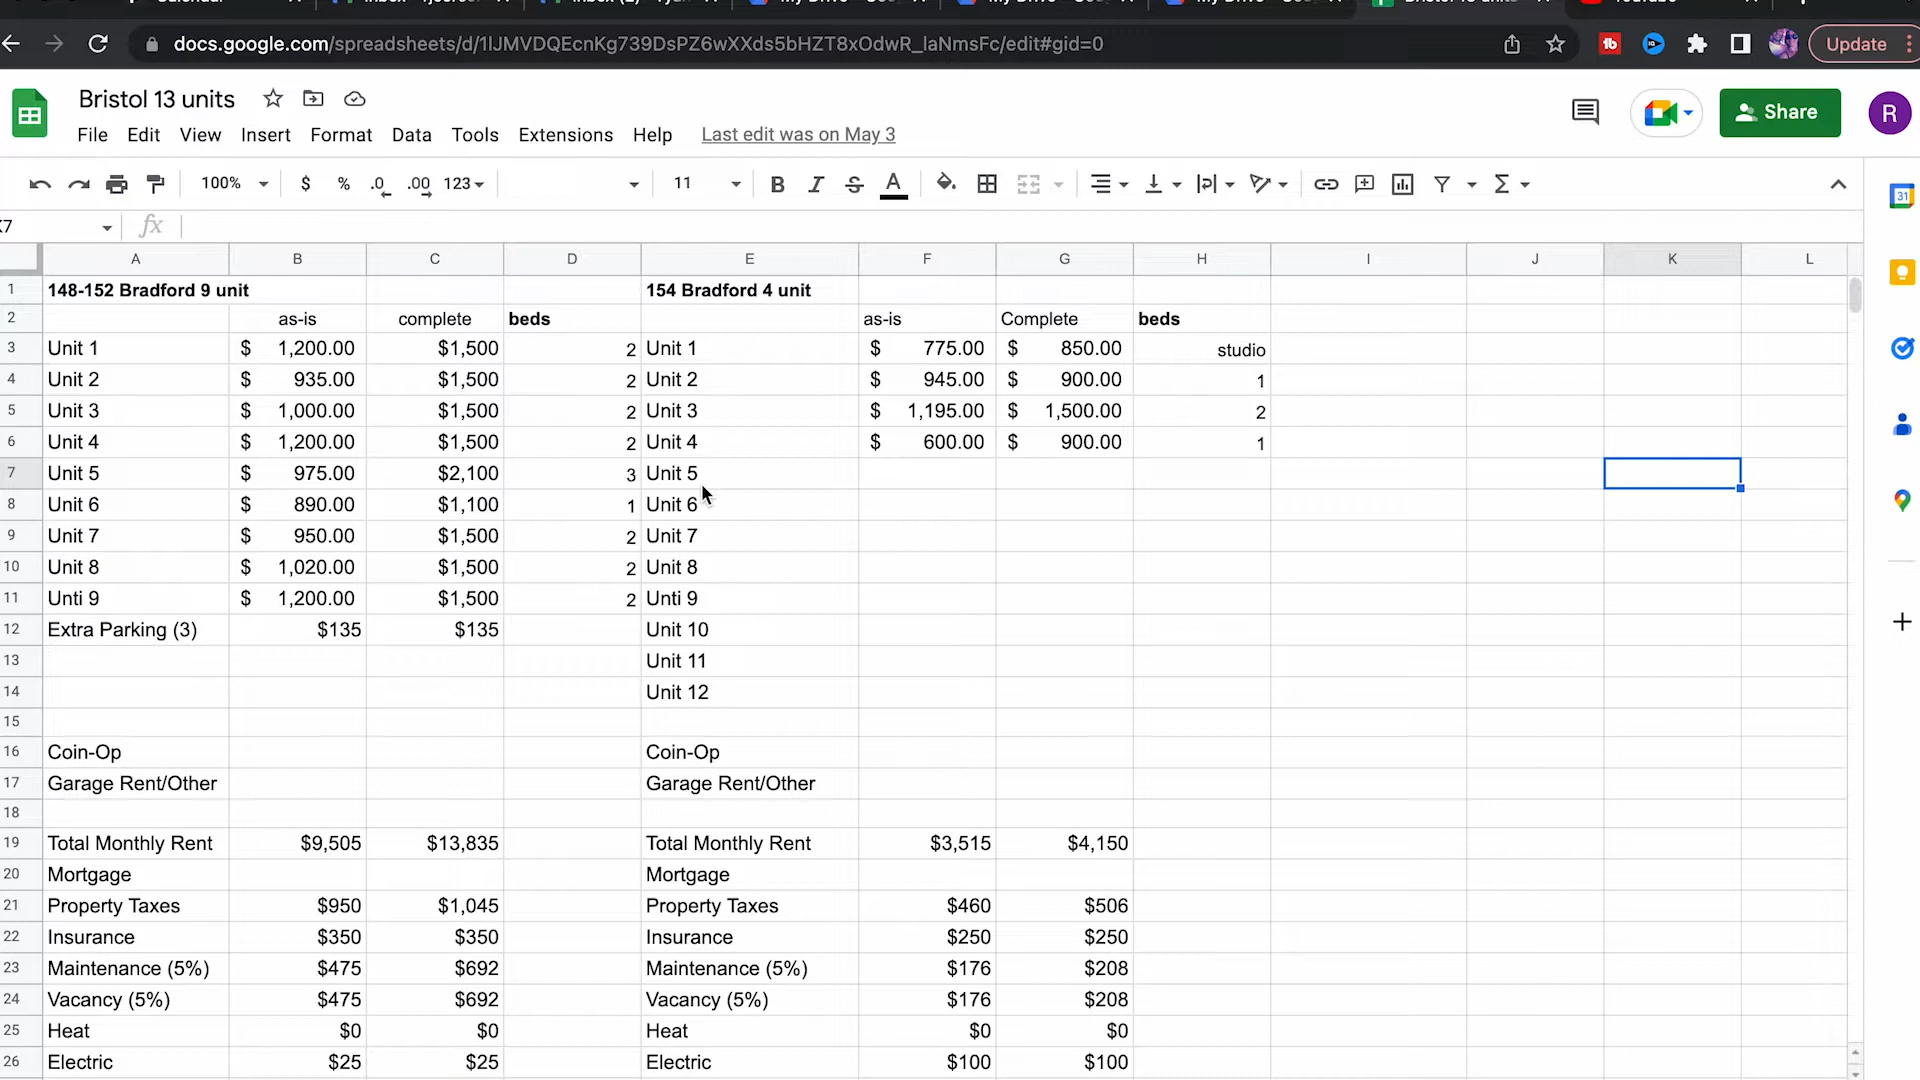 docs.google.com/spreadsheets/d/1lJMVDQEcnKg739DsPZ6wXXds5bHZT8xOdwR_laNmsFc/edit#gid=0
Update
Bristol 13 units
File Edit View Insert Format Data Tools Extensions Help Last edit was on May 3
Share
R
100% $ % .0 .00 123 11 B I S A
fx
A B C D E F G H I J K L
1 148-152 Bradford 9 unit 154 Bradford 4 unit
2 as-is complete beds as-is Complete beds
3 Unit 1 $ 1,200.00 $1,500 2 Unit 1 $ 775.00 $ 850.00 studio
4 Unit 2 $ 935.00 $1,500 2 Unit 2 $ 945.00 $ 900.00 1
5 Unit 3 $ 1,000.00 $1,500 2 Unit 3 $ 1,195.00 $ 1,500.00 2
6 Unit 4 $ 1,200.00 $1,500 2 Unit 4 $ 600.00 $ 900.00 1
7 Unit 5 $ 975.00 $2,100 3 Unit 5
8 Unit 6 $ 890.00 $1,100 1 Unit 6
9 Unit 7 $ 950.00 $1,500 2 Unit 7
10 Unit 8 $ 1,020.00 $1,500 2 Unit 8
11 Unti 9 $ 1,200.00 $1,500 2 Unti 9
12 Extra Parking (3) $135 $135 Unit 10
13 Unit 11
14 Unit 12
15
16 Coin-Op Coin-Op
17 Garage Rent/Other Garage Rent/Other
18
19 Total Monthly Rent $9,505 $13,835 Total Monthly Rent $3,515 $4,150
20 Mortgage Mortgage
21 Property Taxes $950 $1,045 Property Taxes $460 $506
22 Insurance $350 $350 Insurance $250 $250
23 Maintenance (5%) $475 $692 Maintenance (5%) $176 $208
24 Vacancy (5%) $475 $692 Vacancy (5%) $176 $208
25 Heat $0 $0 Heat $0 $0
26 Electric $25 $25 Electric $100 $100